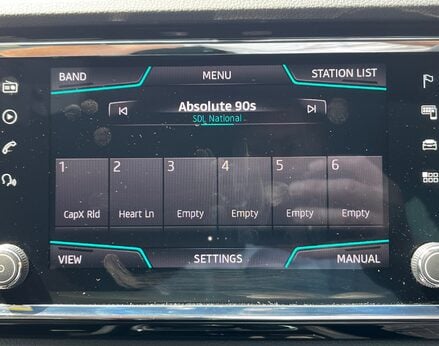 BAND MENU STATION LIST
Absolute 90s
SDL National
1 2 3 4 5 6
CapX Rld Heart Ln Empty Empty Empty Empty
VIEW SETTINGS MANUAL